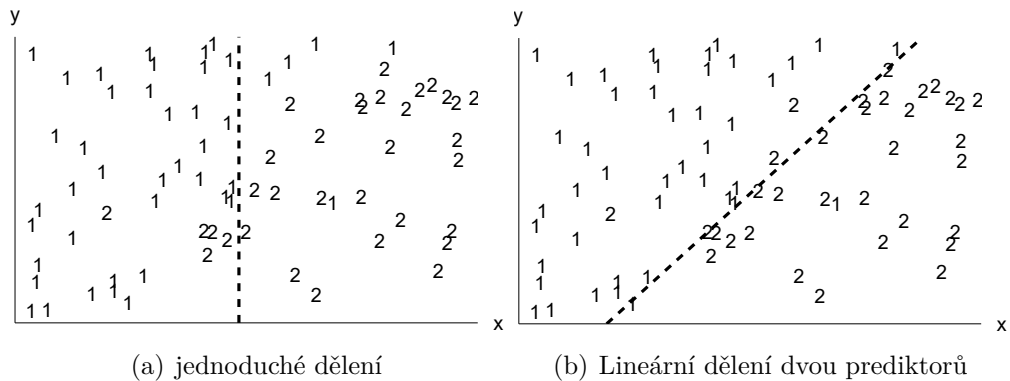 y
y
x
x
(a) jednoduché dělení
(b) Lineární dělení dvou prediktorů